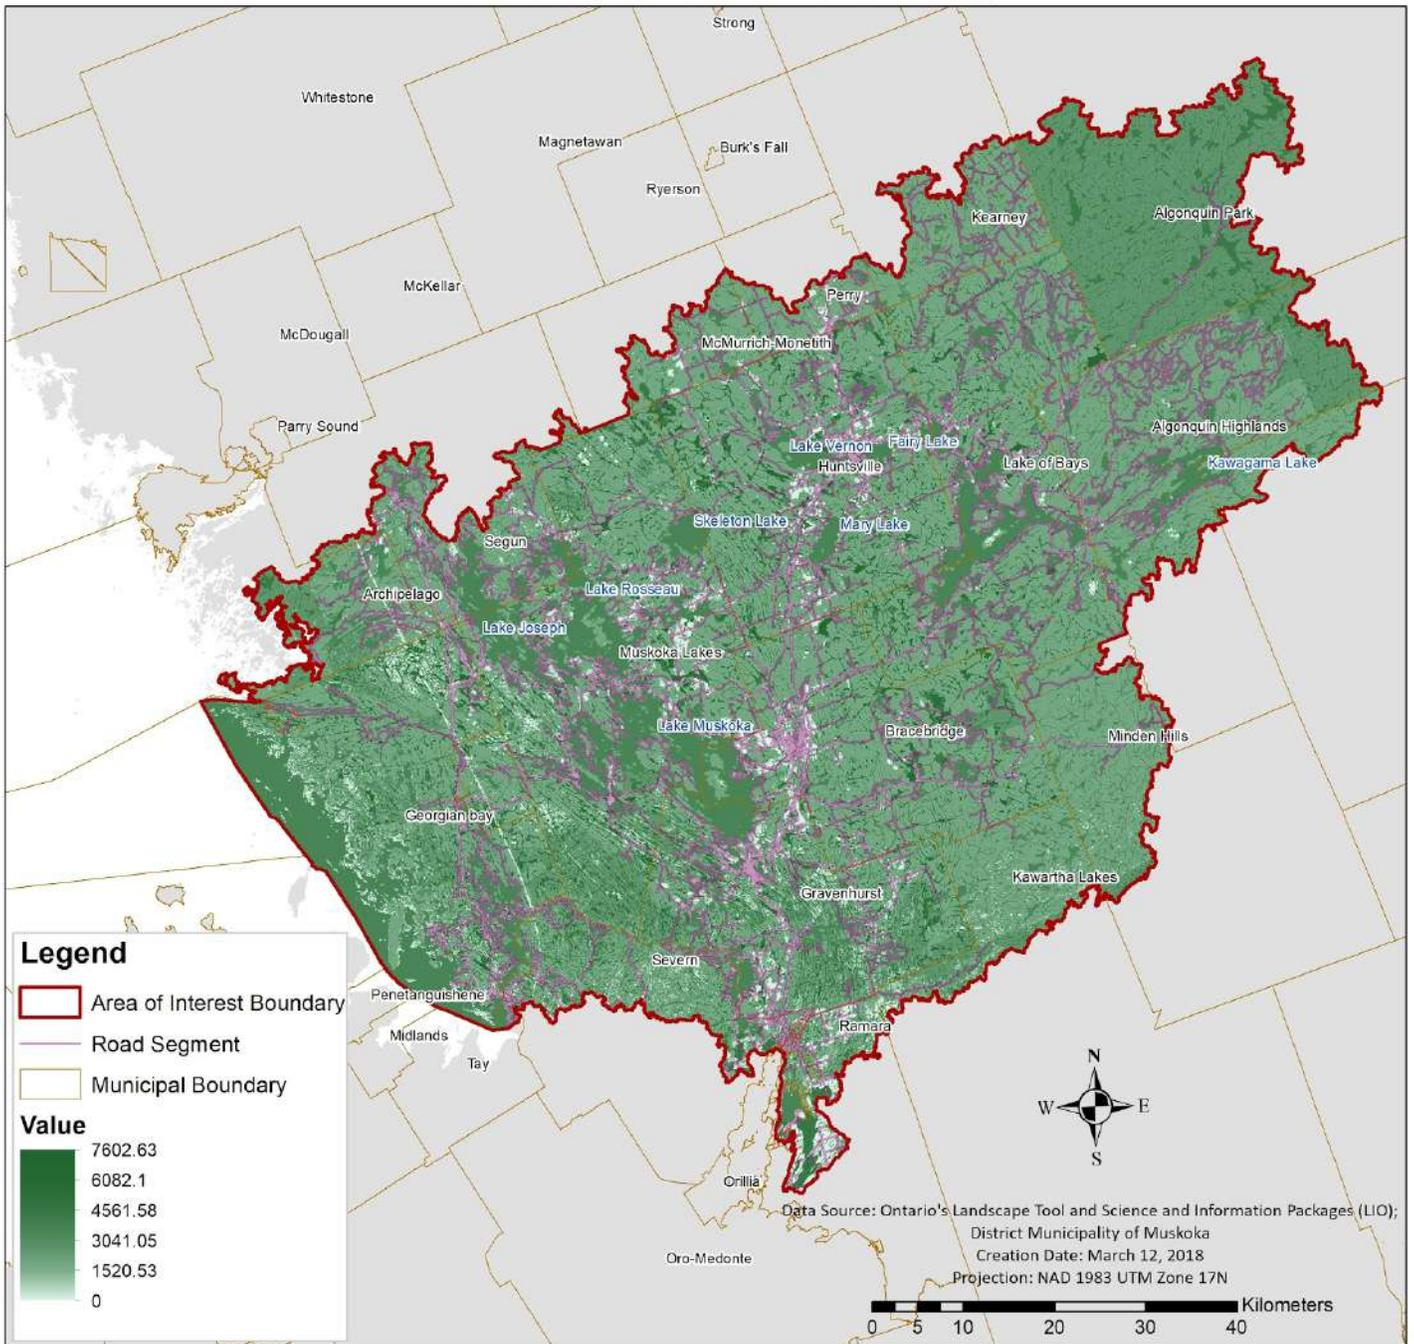 Strong
Whitestone
Magnetawan
Burk's Fall
Ryerson
Kearney
Algonquin Park
McKellar
Perry
McDougall
McMurrich-Monetith
Parry Sound
Algonquin Highlands
Lake Vernon
Fairy Lake
Huntsville
Lake of Bays
Kawagama Lake
Skeleton Lake
Mary Lake
Segun
Lake Rosseau
Archipelago
Lake Joseph
Muskoka Lakes
Lake Muskoka
Bracebridge
Minden Hills
Georgian bay
Kawartha Lakes
Gravenhurst
Severn
Penetanguishene
Ramara
Midlands
Tay
Orillia
Oro-Medonte
Legend
Area of Interest Boundary
Road Segment
Municipal Boundary
Value
7602.63
6082.1
4561.58
3041.05
1520.53
0
N
W
E
S
Data Source: Ontario's Landscape Tool and Science and Information Packages (LIO);
District Municipality of Muskoka
Creation Date: March 12, 2018
Projection: NAD 1983 UTM Zone 17N
Kilometers
0 5 10 20 30 40